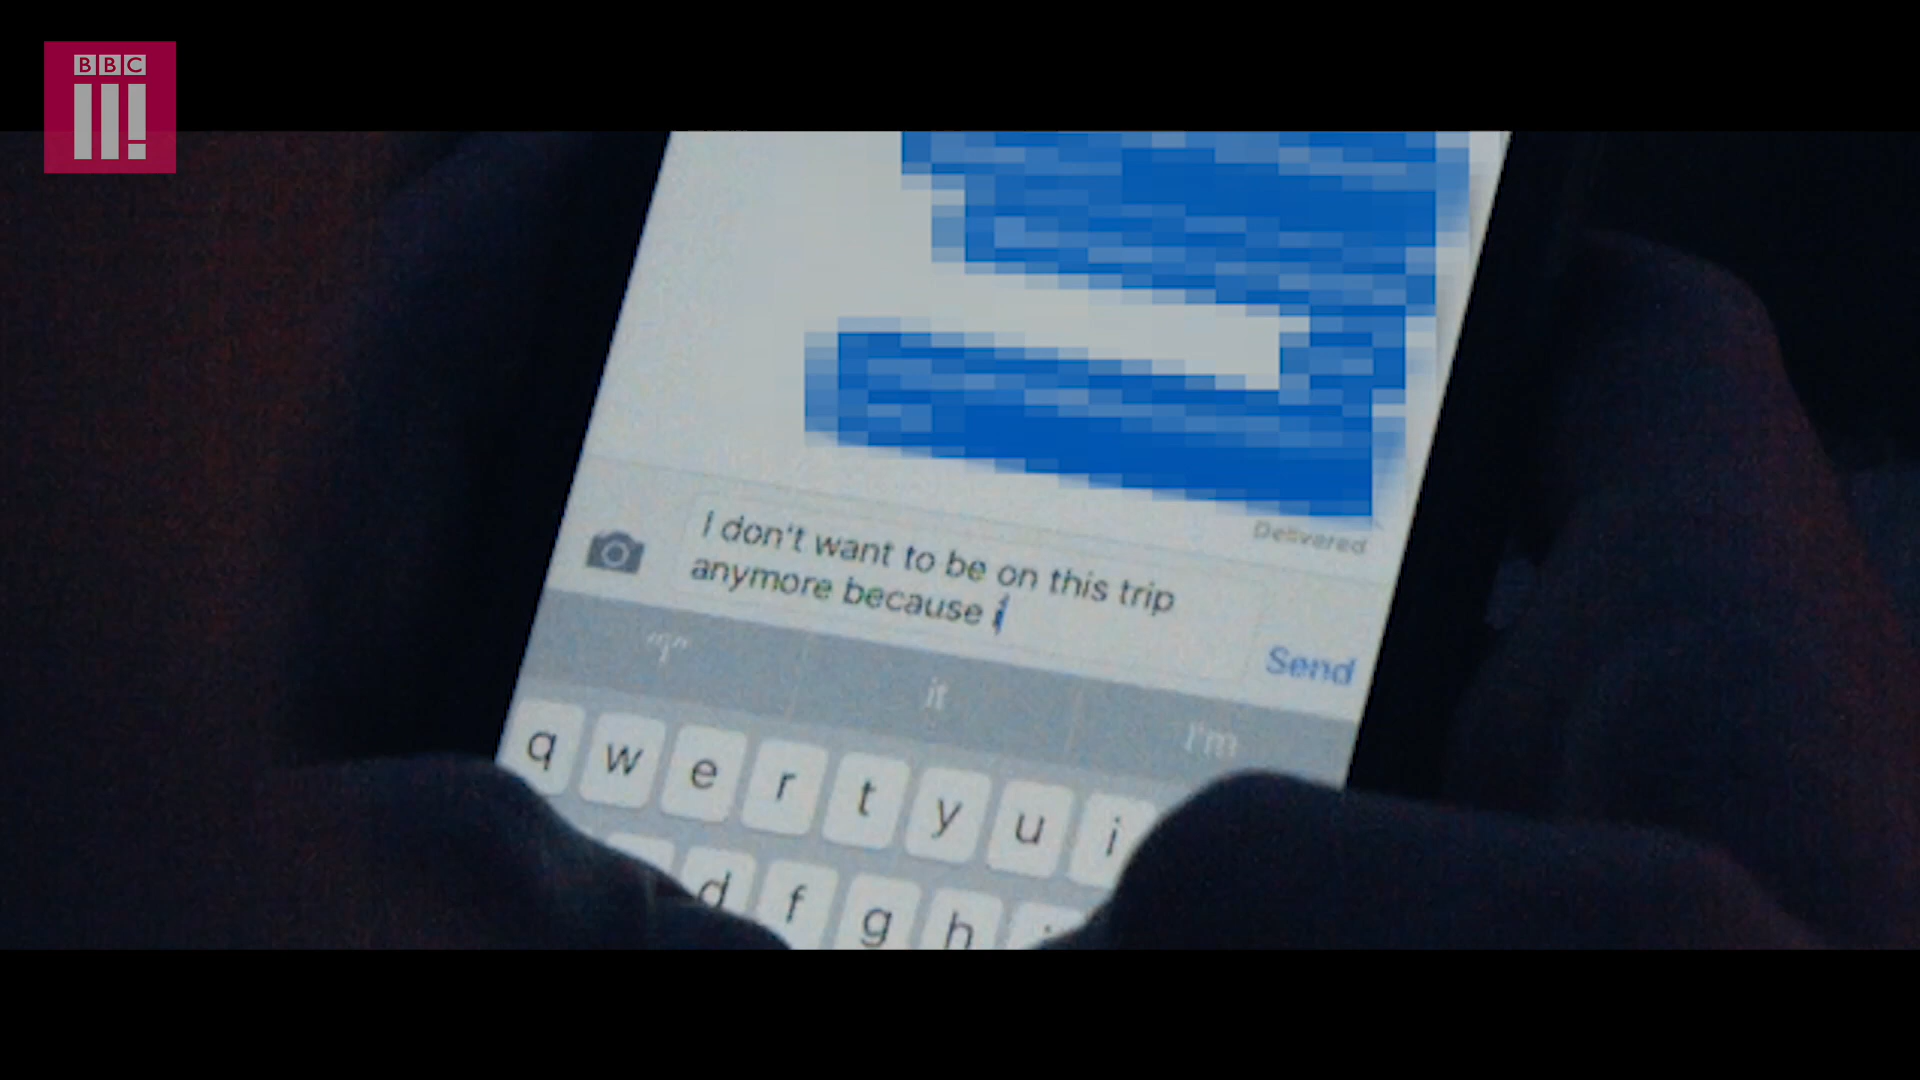 BBC
Delivered
I don't want to be on this trip
anymore because i
Send
"i" it I'm
q w e r t y u i
d f g h